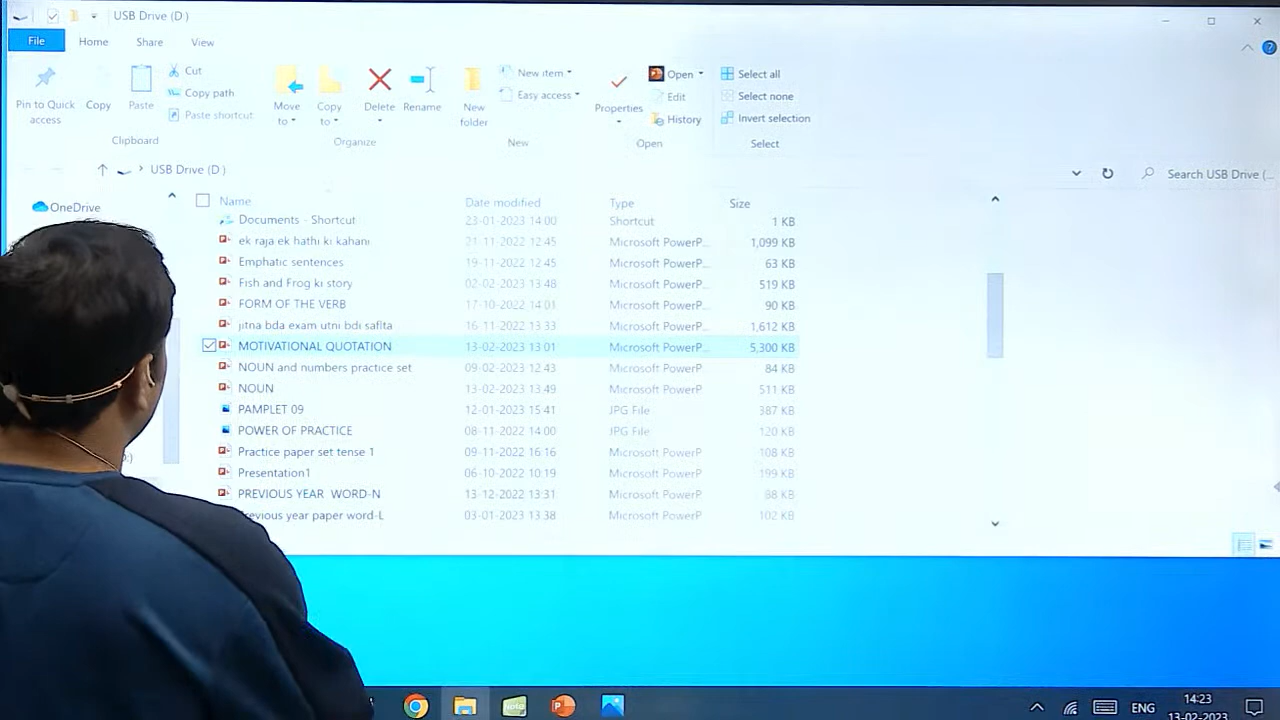 USB Drive (D )
File Home Share View
Pin to Quick access
Copy
Paste
Cut
Copy path
Paste shortcut
Clipboard
Move to
Copy to
Delete
Rename
Organize
New folder
New item
Easy access
New
Properties
Open
Edit
History
Open
Select all
Select none
Invert selection
Select
USB Drive (D )
Search USB Drive (...
OneDrive
Name Date modified Type Size
Documents - Shortcut 23-01-2023 14:00 Shortcut 1 KB
ek raja ek hathi ki kahani 21-11-2022 12:45 Microsoft PowerP... 1,099 KB
Emphatic sentences 19-11-2022 12:45 Microsoft PowerP... 63 KB
Fish and Frog ki story 02-02-2023 13:48 Microsoft PowerP... 519 KB
FORM OF THE VERB 17-10-2022 14:01 Microsoft PowerP... 90 KB
jitna bda exam utni bdi saflta 16-11-2022 13:33 Microsoft PowerP... 1,612 KB
MOTIVATIONAL QUOTATION 13-02-2023 13:01 Microsoft PowerP... 5,300 KB
NOUN and numbers practice set 09-02-2023 12:43 Microsoft PowerP... 84 KB
NOUN 13-02-2023 13:49 Microsoft PowerP... 511 KB
PAMPLET 09 12-01-2023 15:41 JPG File 387 KB
POWER OF PRACTICE 08-11-2022 14:00 JPG File 120 KB
Practice paper set tense 1 09-11-2022 16:16 Microsoft PowerP 108 KB
Presentation1 06-10-2022 10:19 Microsoft PowerP 199 KB
PREVIOUS YEAR WORD-N 13-12-2022 13:31 Microsoft PowerP 88 KB
revious year paper word-L 03-01-2023 13:38 Microsoft PowerP 102 KB
:)
ENG
14:23
13-02-2023